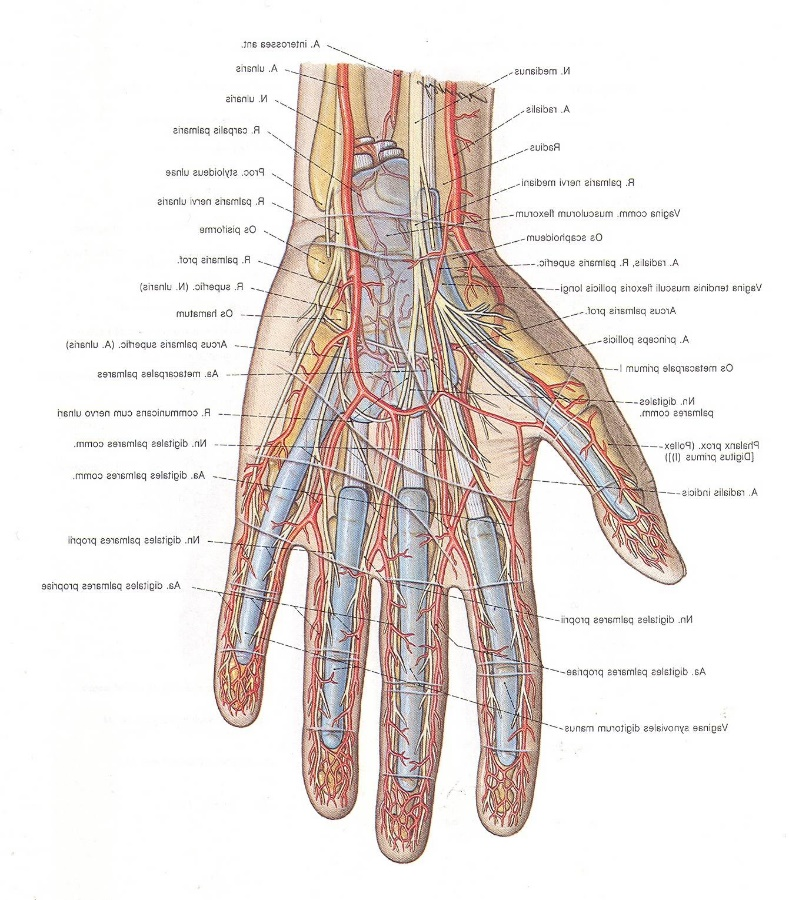 A. interossea ant.
A. ulnaris
N. ulnaris
R. carpalis palmaris
Proc. styloideus ulnae
R. palmaris nervi ulnaris
Os pisiforme
R. palmaris prof.
R. superfic. (N. ulnaris)
Os hamatum
Arcus palmaris superfic. (A. ulnaris)
Aa. metacarpales palmares
R. communicans cum nervo ulnari
Nn. digitales palmares comm.
Aa. digitales palmares comm.
Nn. digitales palmares proprii
Aa. digitales palmares propriae
N. medianus
A. radialis
Radius
R. palmaris nervi mediani
Vagina comm. musculorum flexorum
Os scaphoideum
A. radialis, R. palmaris superfic.
Vagina tendinis musculi flexoris pollicis longi
Arcus palmaris prof.
A. princeps pollicis
Os metacarpale primum I
Nn. digitales
palmares comm.
Phalanx prox. (Pollex
[Digitus primus (I)])
A. radialis indicis
Nn. digitales palmares proprii
Aa. digitales palmares propriae
Vaginae synoviales digitorum manus